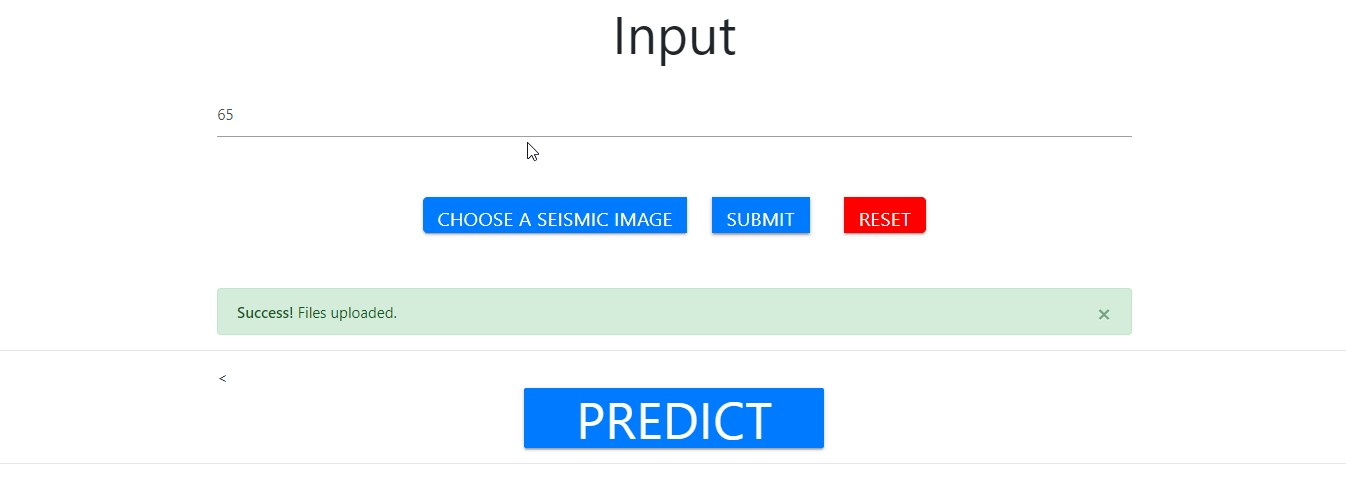 Input
65
CHOOSE A SEISMIC IMAGE SUBMIT RESET
Success! Files uploaded. ×
<
PREDICT